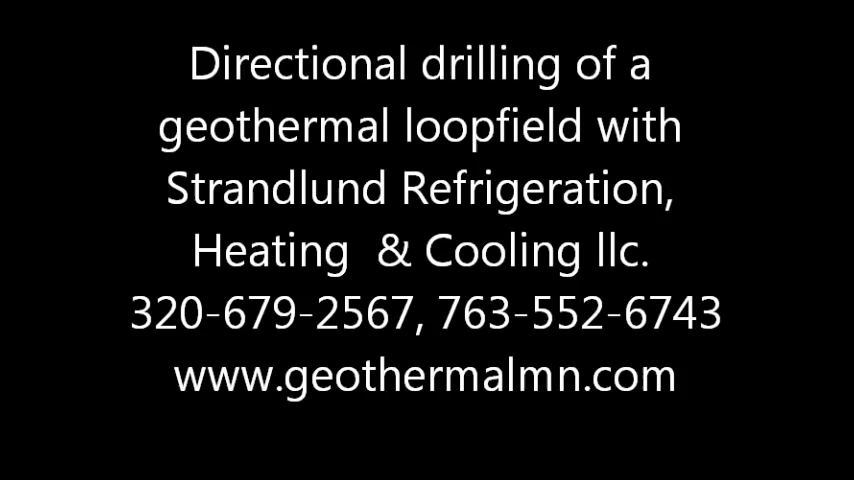 Directional drilling of a
geothermal loopfield with
Strandlund Refrigeration,
Heating  & Cooling llc.
320-679-2567, 763-552-6743
www.geothermalmn.com